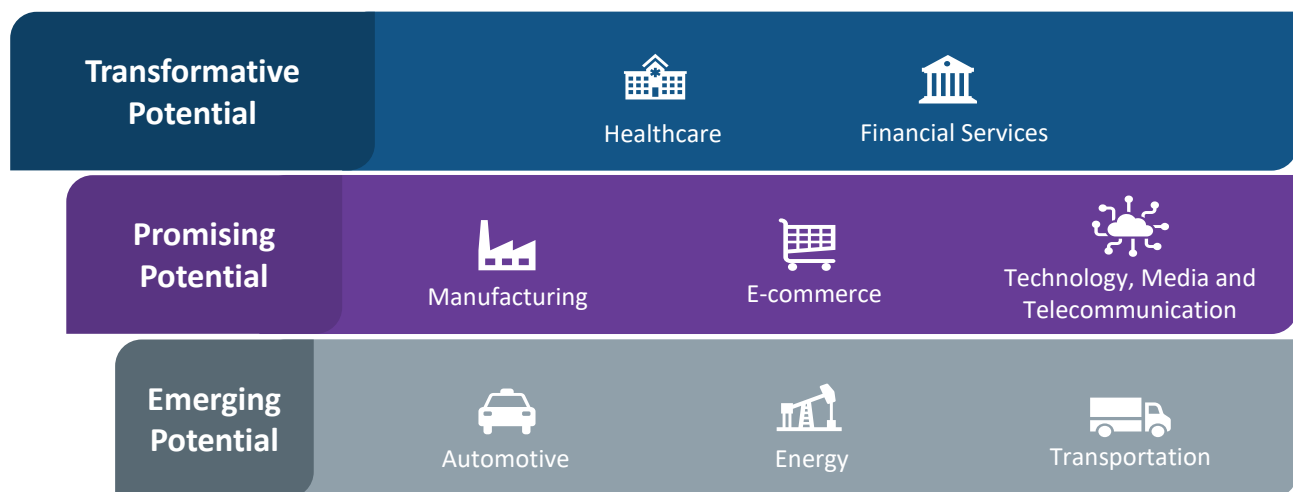 Transformative
Potential
Healthcare
Financial Services
Promising
Potential
Manufacturing
E-commerce
Technology, Media and
Telecommunication
Emerging
Potential
Automotive
Energy
Transportation